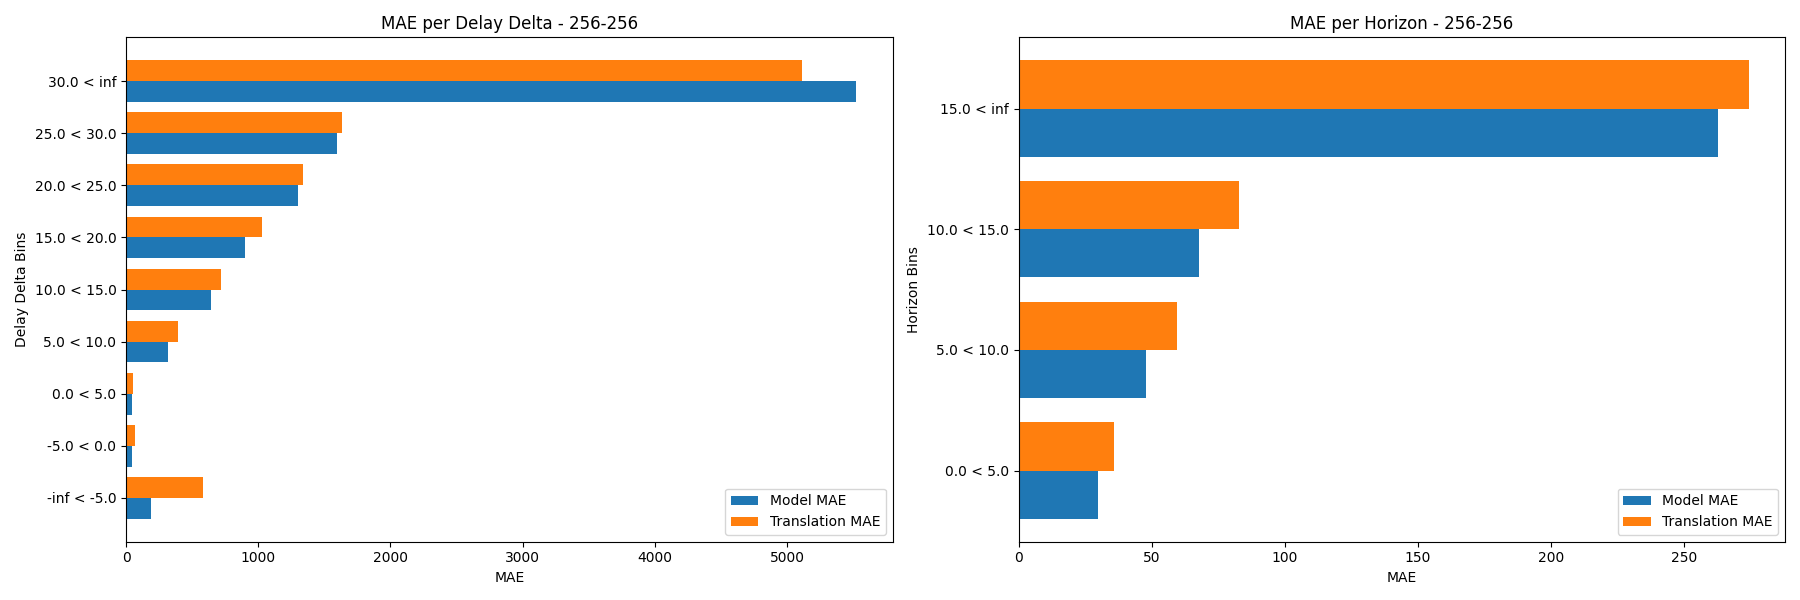 MAE per Delay Delta - 256-256
Delay Delta Bins
30.0 < inf
25.0 < 30.0
20.0 < 25.0
15.0 < 20.0
10.0 < 15.0
5.0 < 10.0
0.0 < 5.0
-5.0 < 0.0
-inf < -5.0
Model MAE
Translation MAE
0 1000 2000 3000 4000 5000
MAE
MAE per Horizon - 256-256
Horizon Bins
15.0 < inf
10.0 < 15.0
5.0 < 10.0
0.0 < 5.0
Model MAE
Translation MAE
0 50 100 150 200 250
MAE